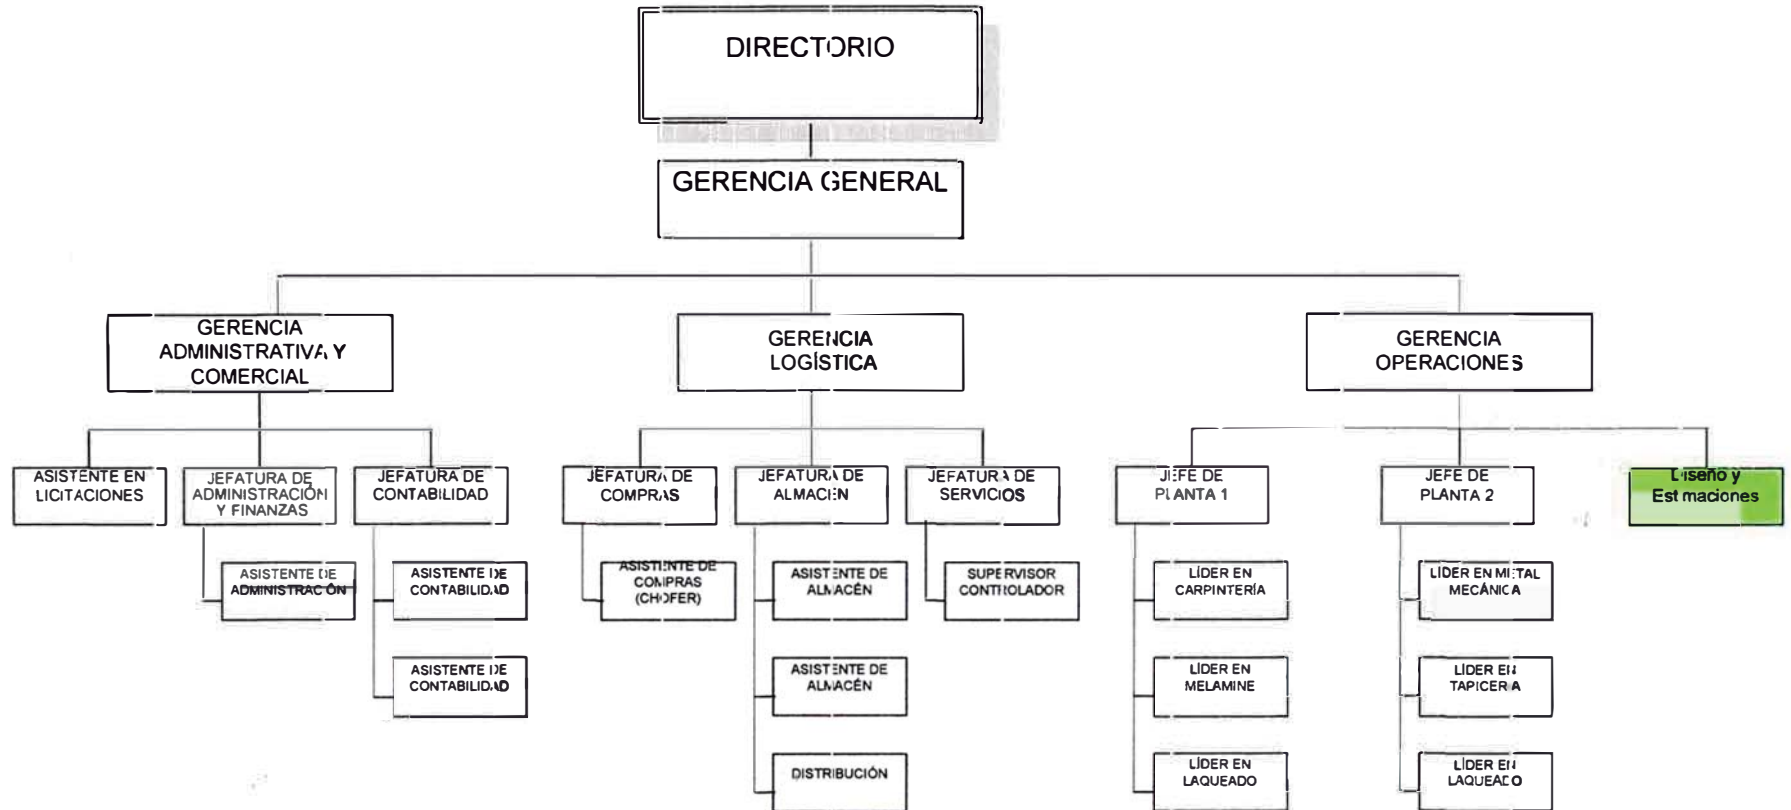 DIRECTORIO
GERENCIA GENERAL
GERENCIA
ADMINISTRATIVA Y
COMERCIAL
GERENCIA
LOGÍSTICA
GERENCIA
OPERACIONES
ASISTENTE EN
LICITACIONES
JEFATURA DE
ADMINISTRACIÓN
Y FINANZAS
JEFATURA DE
CONTABILIDAD
JEFATURA DE
COMPRAS
JEFATURA DE
ALMACEN
JEFATURA DE
SERVICIOS
JEFE DE
PLANTA 1
JEFE DE
PLANTA 2
Diseño y
Estimaciones
ASISTENTE DE
ADMINISTRACIÓN
ASISTENTE DE
CONTABILIDAD
ASISTENTE DE
COMPRAS
(CHOFER)
ASISTENTE DE
ALMACÉN
SUPERVISOR
CONTROLADOR
LÍDER EN
CARPINTERÍA
LÍDER EN METAL
MECÁNICA
ASISTENTE DE
CONTABILIDAD
ASISTENTE DE
ALMACÉN
LÍDER EN
MELAMINE
LÍDER EN
TAPICERIA
DISTRIBUCIÓN
LÍDER EN
LAQUEADO
LÍDER EN
LAQUEADO